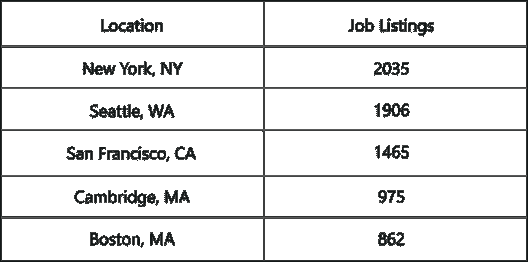 Location Job Listings
New York, NY 2035
Seattle, WA 1906
San Francisco, CA 1465
Cambridge, MA 975
Boston, MA 862